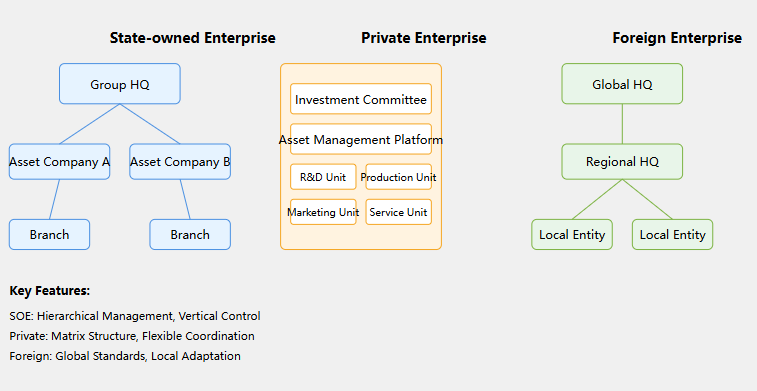 State-owned Enterprise
Private Enterprise
Foreign Enterprise
Group HQ
Asset Company A
Asset Company B
Branch
Branch
Investment Committee
Asset Management Platform
R&D Unit
Production Unit
Marketing Unit
Service Unit
Global HQ
Regional HQ
Local Entity
Local Entity
Key Features:
SOE: Hierarchical Management, Vertical Control
Private: Matrix Structure, Flexible Coordination
Foreign: Global Standards, Local Adaptation